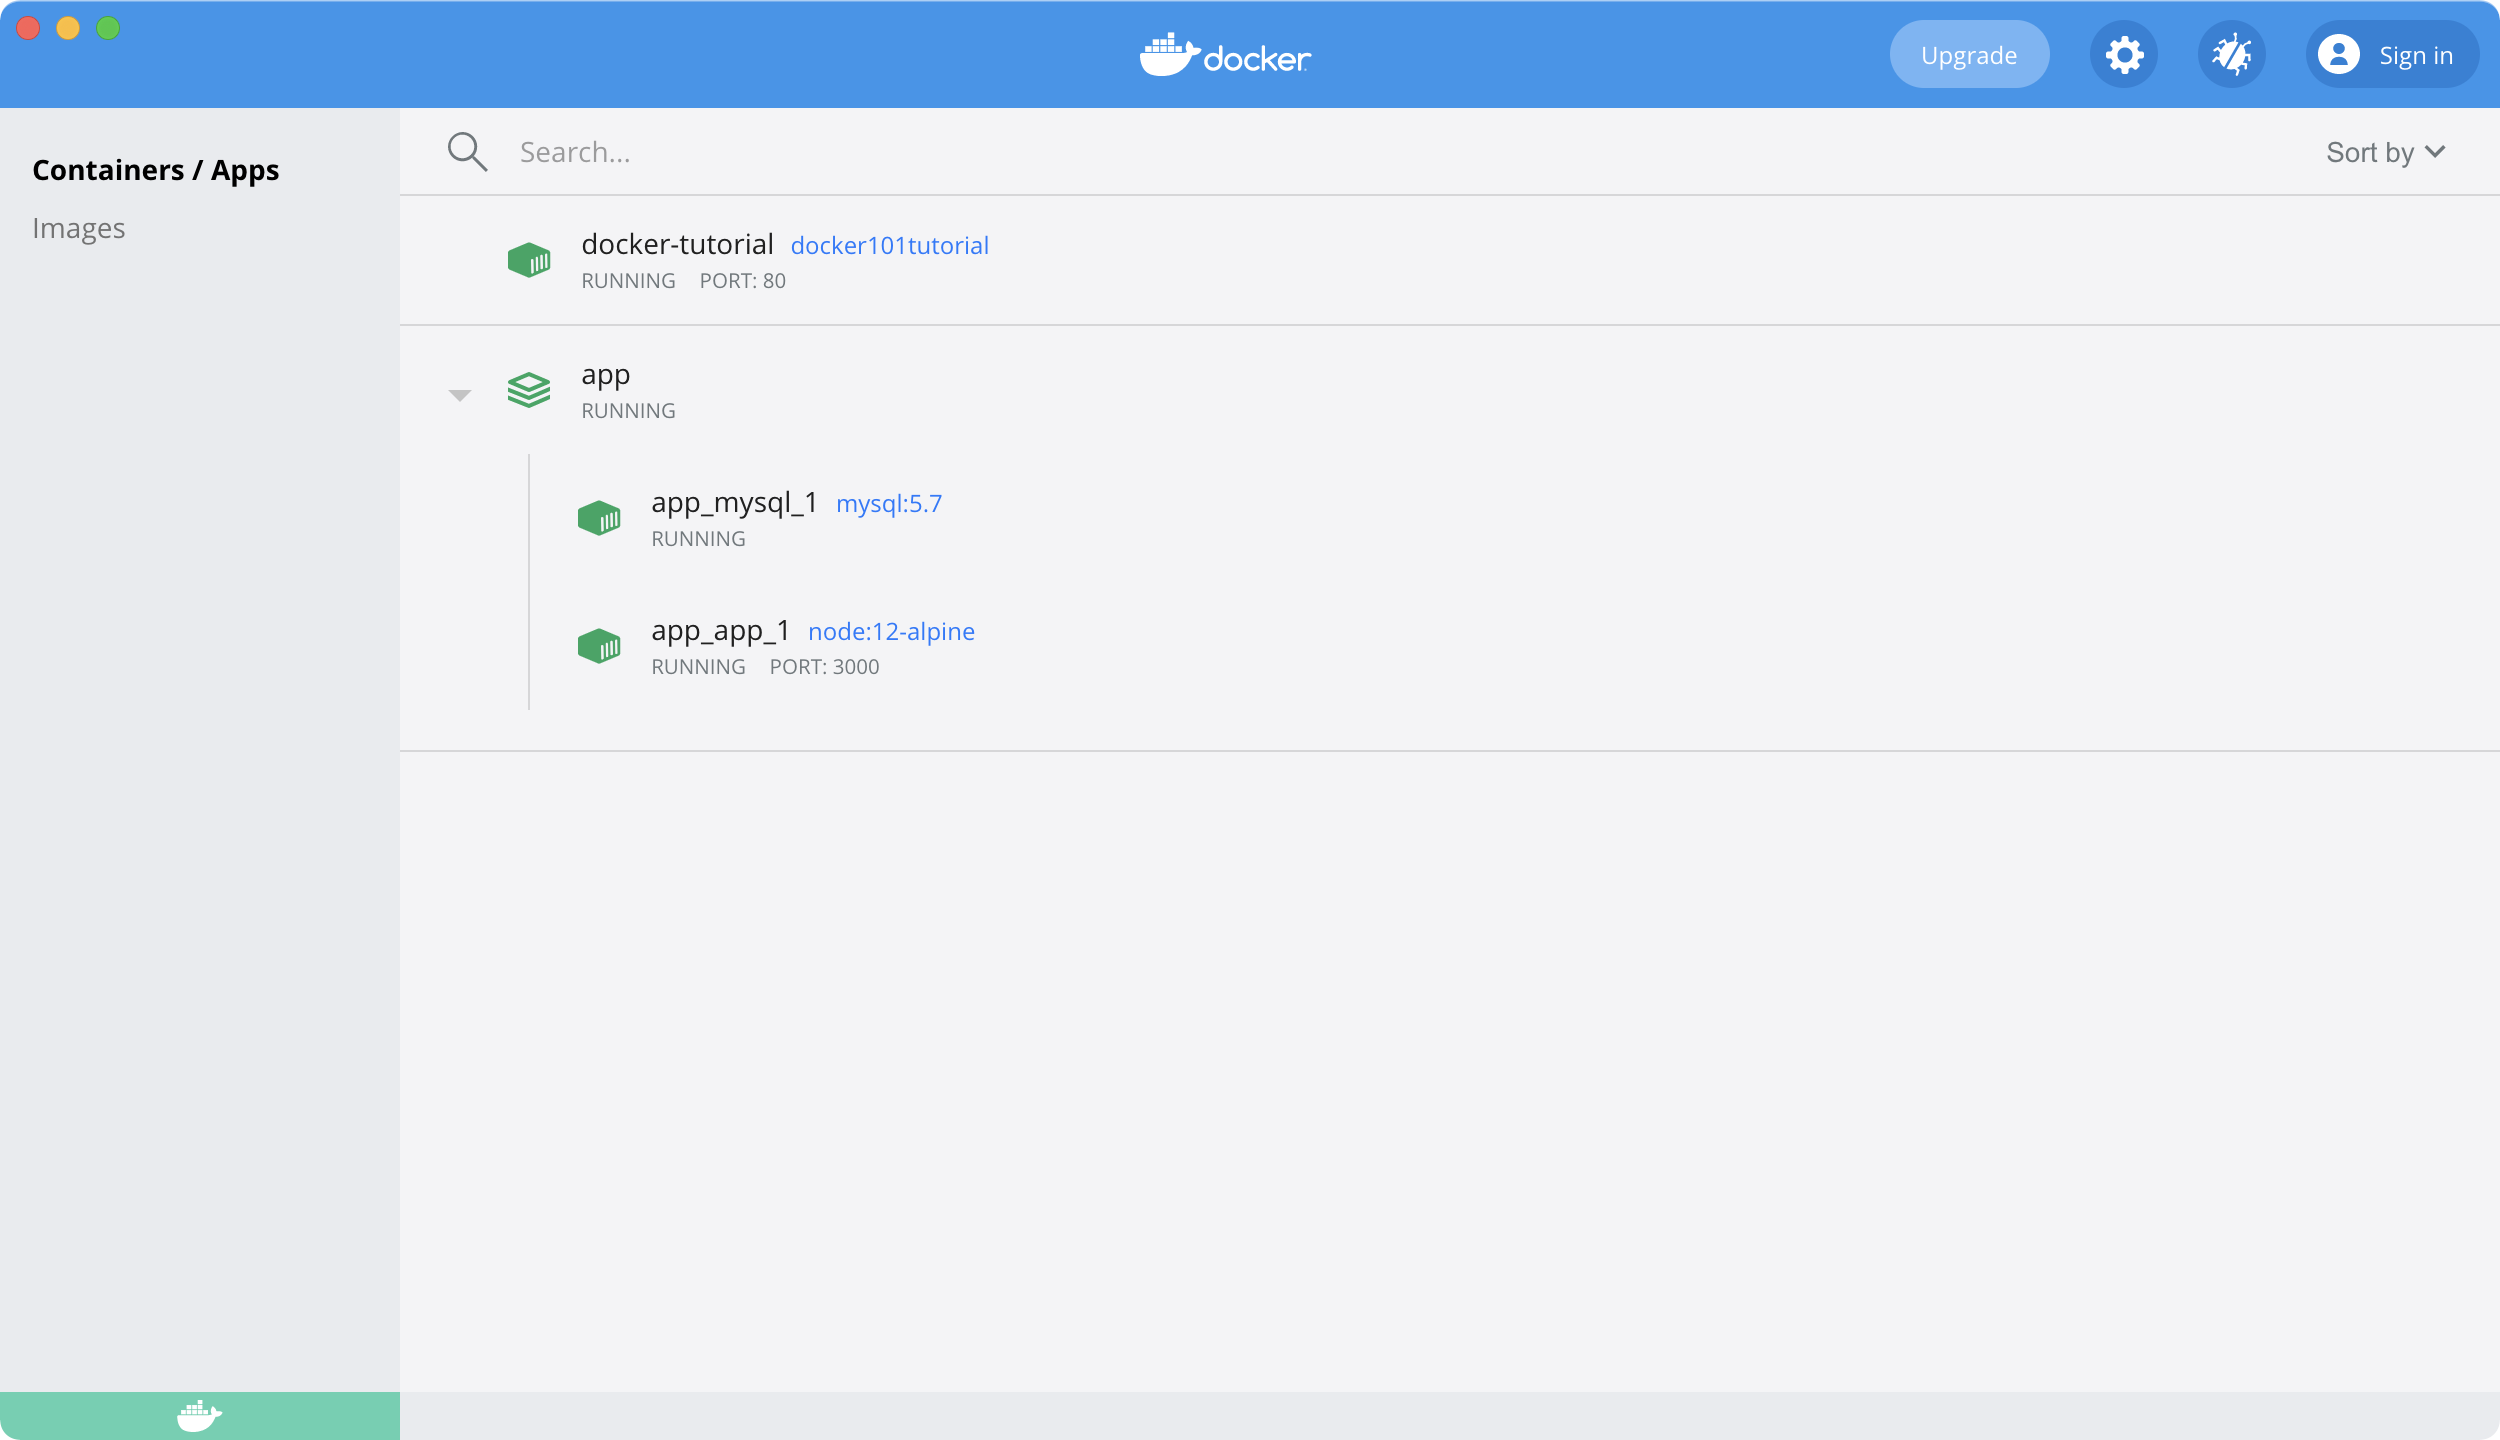 docker
Upgrade
Sign in
Containers / Apps
Images
Search...
Sort by
docker-tutorial docker101tutorial
RUNNING PORT: 80
app
RUNNING
app_mysql_1 mysql:5.7
RUNNING
app_app_1 node:12-alpine
RUNNING PORT: 3000